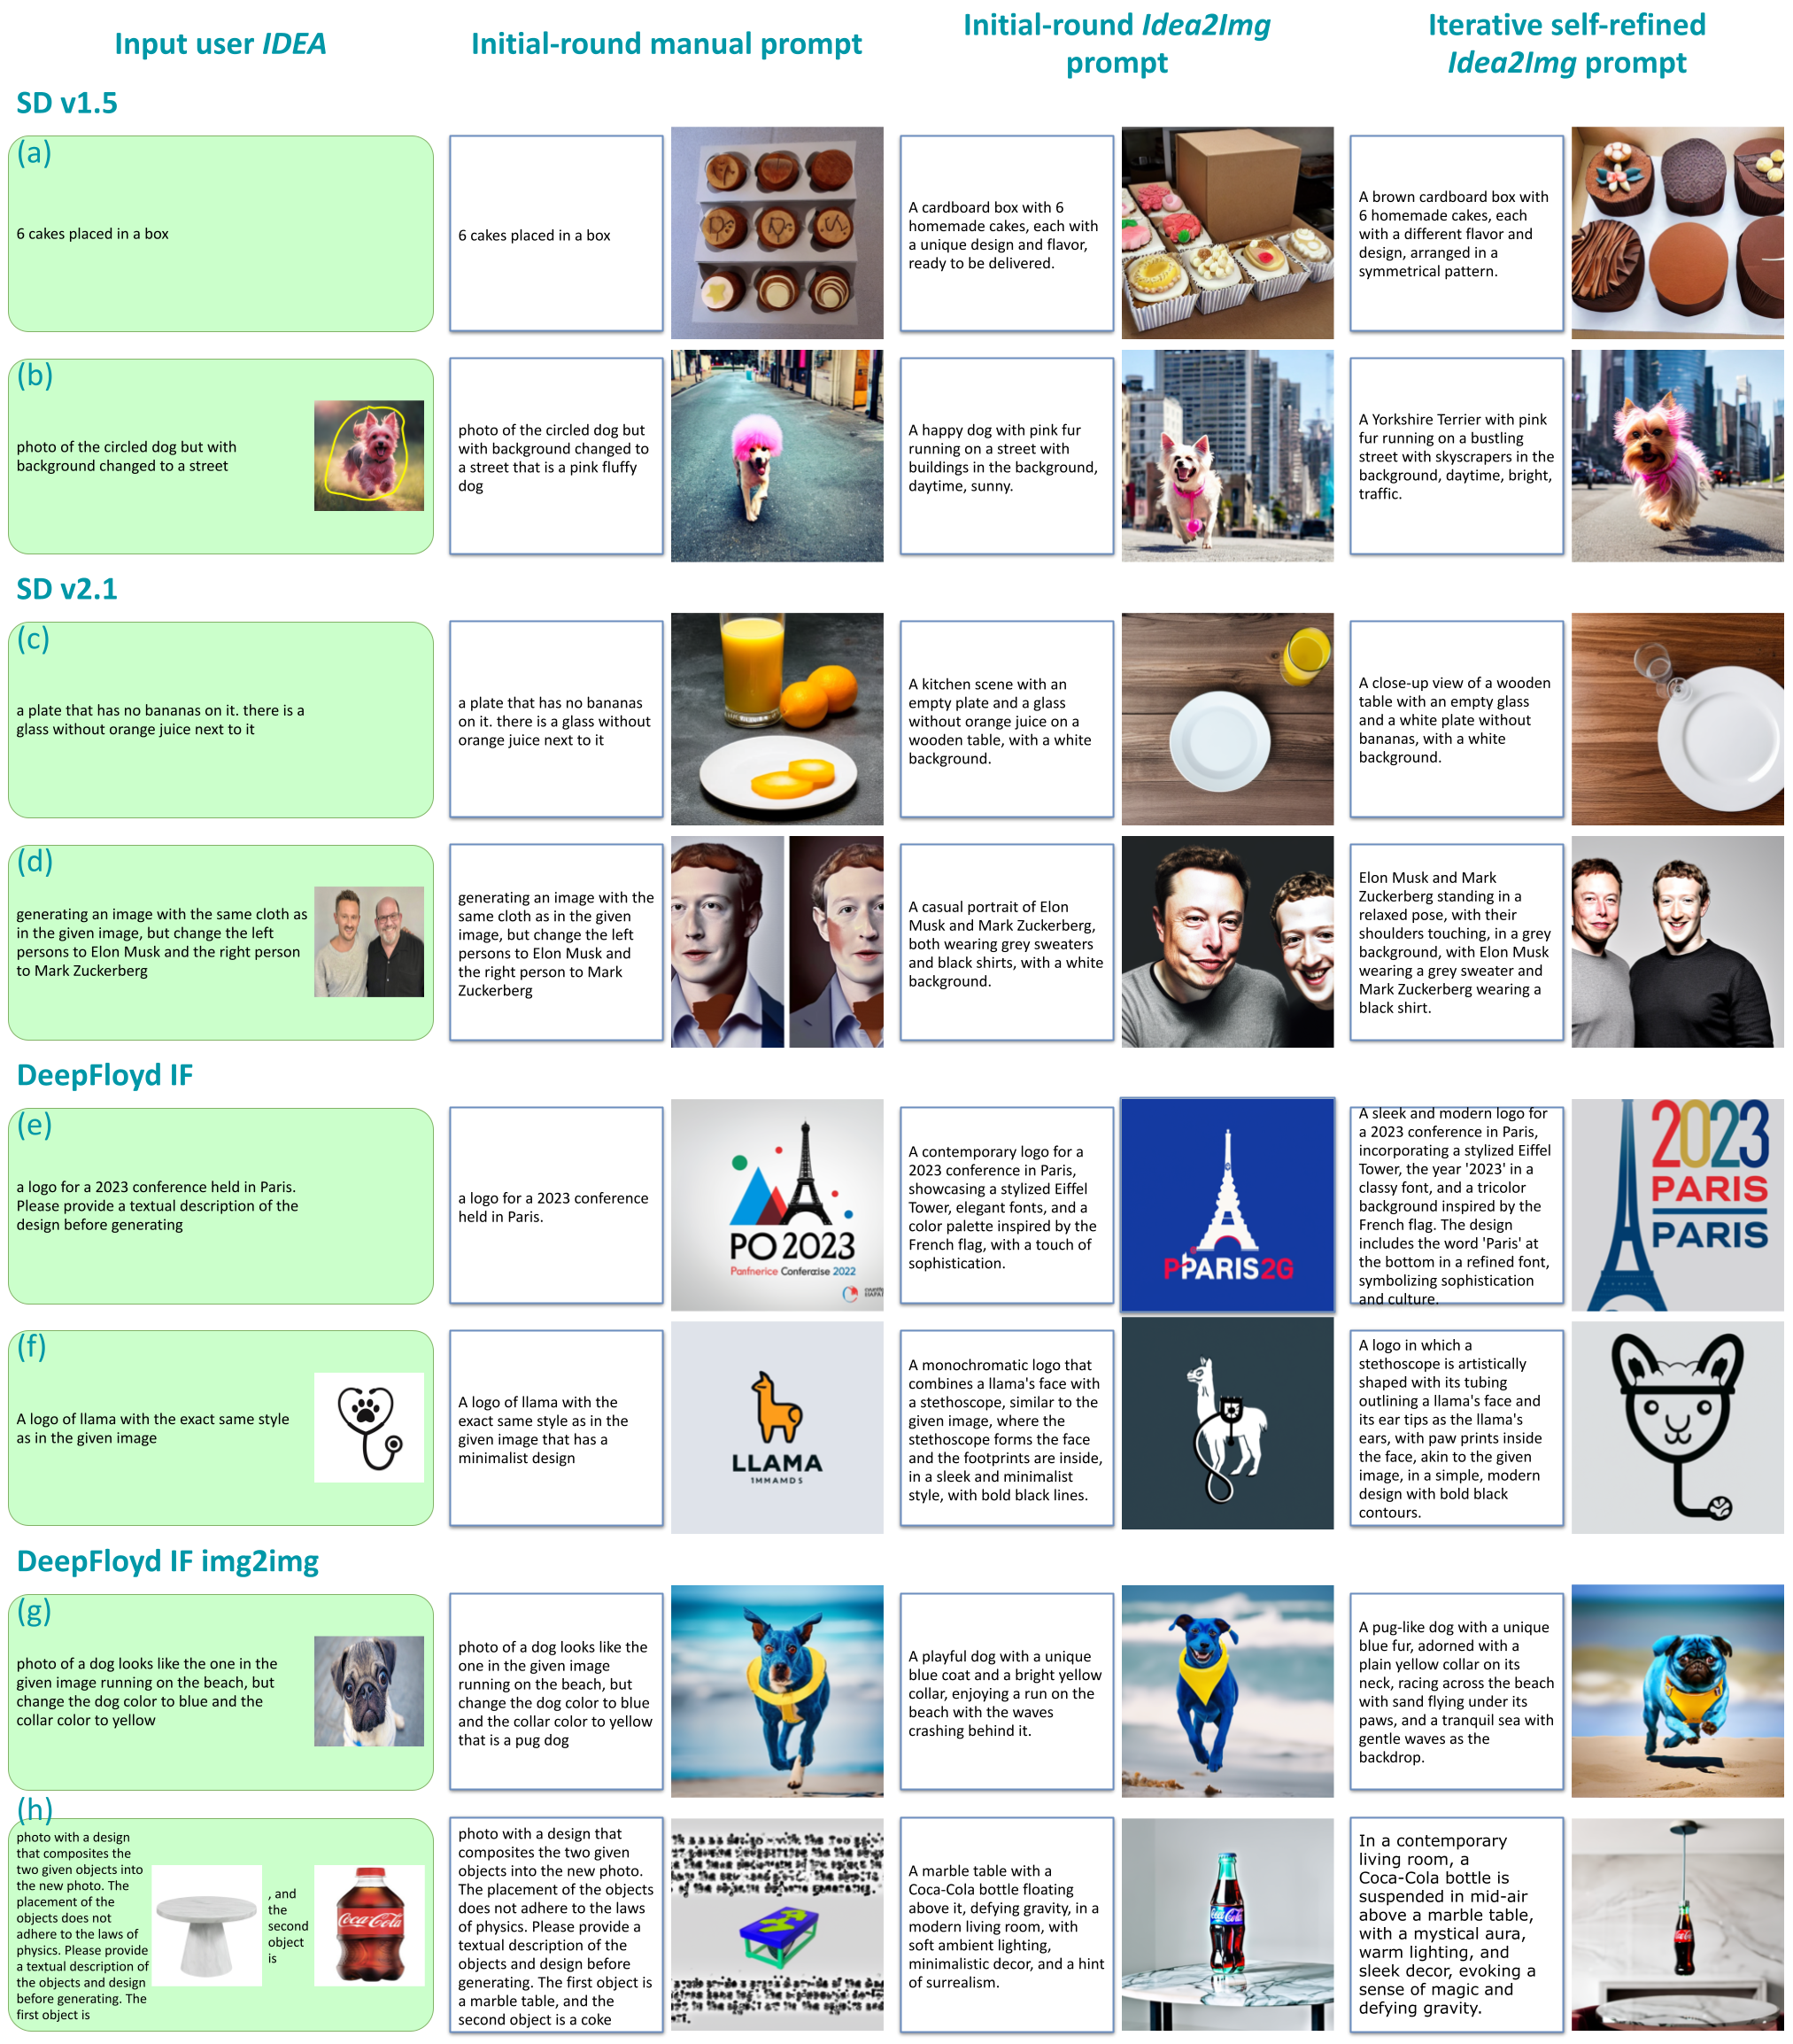 Input user IDEA
Initial-round manual prompt
Initial-round Idea2Img
prompt
Iterative self-refined
Idea2Img prompt
SD v1.5
(a)
6 cakes placed in a box
6 cakes placed in a box
A cardboard box with 6
homemade cakes, each with
a unique design and flavor,
ready to be delivered.
A brown cardboard box with
6 homemade cakes, each
with a different flavor and
design, arranged in a
symmetrical pattern.
(b)
photo of the circled dog but with
background changed to a street
photo of the circled dog but
with background changed to
a street that is a pink fluffy
dog
A happy dog with pink fur
running on a street with
buildings in the background,
daytime, sunny.
A Yorkshire Terrier with pink
fur running on a bustling
street with skyscrapers in the
background, daytime, bright,
traffic.
SD v2.1
(c)
a plate that has no bananas on it. there is a
glass without orange juice next to it
a plate that has no bananas
on it. there is a glass without
orange juice next to it
A kitchen scene with an
empty plate and a glass
without orange juice on a
wooden table, with a white
background.
A close-up view of a wooden
table with an empty glass
and a white plate without
bananas, with a white
background.
(d)
generating an image with the same cloth as
in the given image, but change the left
persons to Elon Musk and the right person
to Mark Zuckerberg
generating an image with the
same cloth as in the given
image, but change the left
persons to Elon Musk and
the right person to Mark
Zuckerberg
A casual portrait of Elon
Musk and Mark Zuckerberg,
both wearing grey sweaters
and black shirts, with a white
background.
Elon Musk and Mark
Zuckerberg standing in a
relaxed pose, with their
shoulders touching, in a grey
background, with Elon Musk
wearing a grey sweater and
Mark Zuckerberg wearing a
black shirt.
DeepFloyd IF
(e)
a logo for a 2023 conference held in Paris.
Please provide a textual description of the
design before generating
a logo for a 2023 conference
held in Paris.
PO 2023
Panfnerice Conferaise 2022
A contemporary logo for a
2023 conference in Paris,
showcasing a stylized Eiffel
Tower, elegant fonts, and a
color palette inspired by the
French flag, with a touch of
sophistication.
PPARIS2G
A sleek and modern logo for
a 2023 conference in Paris,
incorporating a stylized Eiffel
Tower, the year '2023' in a
classy font, and a tricolor
background inspired by the
French flag. The design
includes the word 'Paris' at
the bottom in a refined font,
symbolizing sophistication
and culture.
2023
PARIS
PARIS
(f)
A logo of llama with the exact same style
as in the given image
A logo of llama with the
exact same style as in the
given image that has a
minimalist design
LLAMA
1MMAMDS
A monochromatic logo that
combines a llama's face with
a stethoscope, similar to the
given image, where the
stethoscope forms the face
and the footprints are inside,
in a sleek and minimalist
style, with bold black lines.
A logo in which a
stethoscope is artistically
shaped with its tubing
outlining a llama's face and
its ear tips as the llama's
ears, with paw prints inside
the face, akin to the given
image, in a simple, modern
design with bold black
contours.
DeepFloyd IF img2img
(g)
photo of a dog looks like the one in the
given image running on the beach, but
change the dog color to blue and the
collar color to yellow
photo of a dog looks like the
one in the given image
running on the beach, but
change the dog color to blue
and the collar color to yellow
that is a pug dog
A playful dog with a unique
blue coat and a bright yellow
collar, enjoying a run on the
beach with the waves
crashing behind it.
A pug-like dog with a unique
blue fur, adorned with a
plain yellow collar on its
neck, racing across the beach
with sand flying under its
paws, and a tranquil sea with
gentle waves as the
backdrop.
(h)
photo with a design
that composites the
two given objects into
the new photo. The
placement of the
objects does not
adhere to the laws of
physics. Please provide
a textual description of
the objects and design
before generating. The
first object is
, and
the
second
object
is
Coca-Cola
photo with a design that
composites the two given
objects into the new photo.
The placement of the objects
does not adhere to the laws
of physics. Please provide a
textual description of the
objects and design before
generating. The first object is
a marble table, and the
second object is a coke
A marble table with a
Coca-Cola bottle floating
above it, defying gravity, in a
modern living room, with
soft ambient lighting,
minimalistic decor, and a hint
of surrealism.
In a contemporary
living room, a
Coca-Cola bottle is
suspended in mid-air
above a marble table,
with a mystical aura,
warm lighting, and
sleek decor, evoking a
sense of magic and
defying gravity.